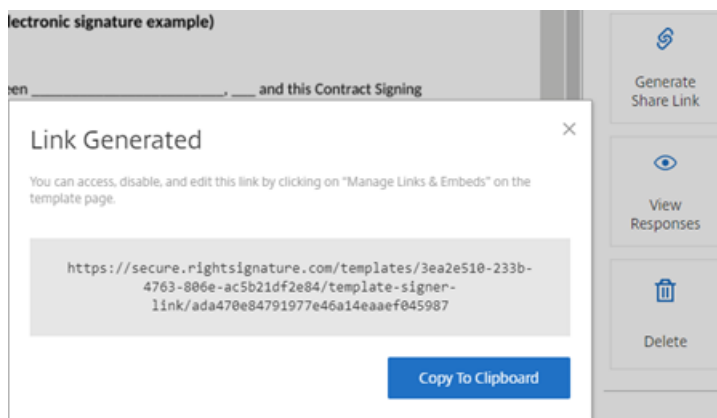 lectronic signature example)
een ________________________, ___ and this Contract Signing
Link Generated
You can access, disable, and edit this link by clicking on "Manage Links & Embeds" on the
template page.
https://secure.rightsignature.com/templates/3ea2e510-233b-
4763-806e-ac5b21df2e84/template-signer-
link/ada470e84791977e46a14eaaef045987
Copy To Clipboard
Generate
Share Link
View
Responses
Delete